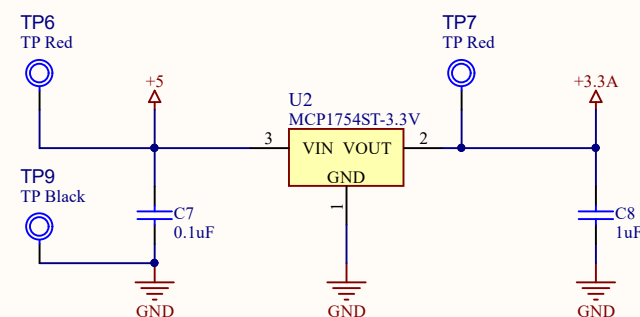 TP6
TP Red
TP7
TP Red
+5
+3.3A
U2
MCP1754ST-3.3V
3
VIN VOUT
2
GND
1
TP9
TP Black
C7
0.1uF
C8
1uF
GND
GND
GND